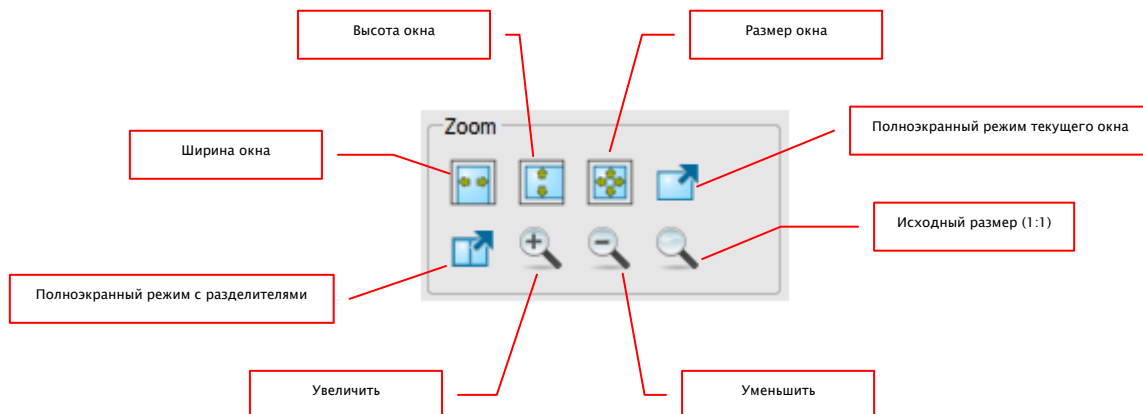 Высота окна
Размер окна
Zoom
Полноэкранный режим текущего окна
Ширина окна
Исходный размер (1:1)
Полноэкранный режим с разделителями
Увеличить
Уменьшить